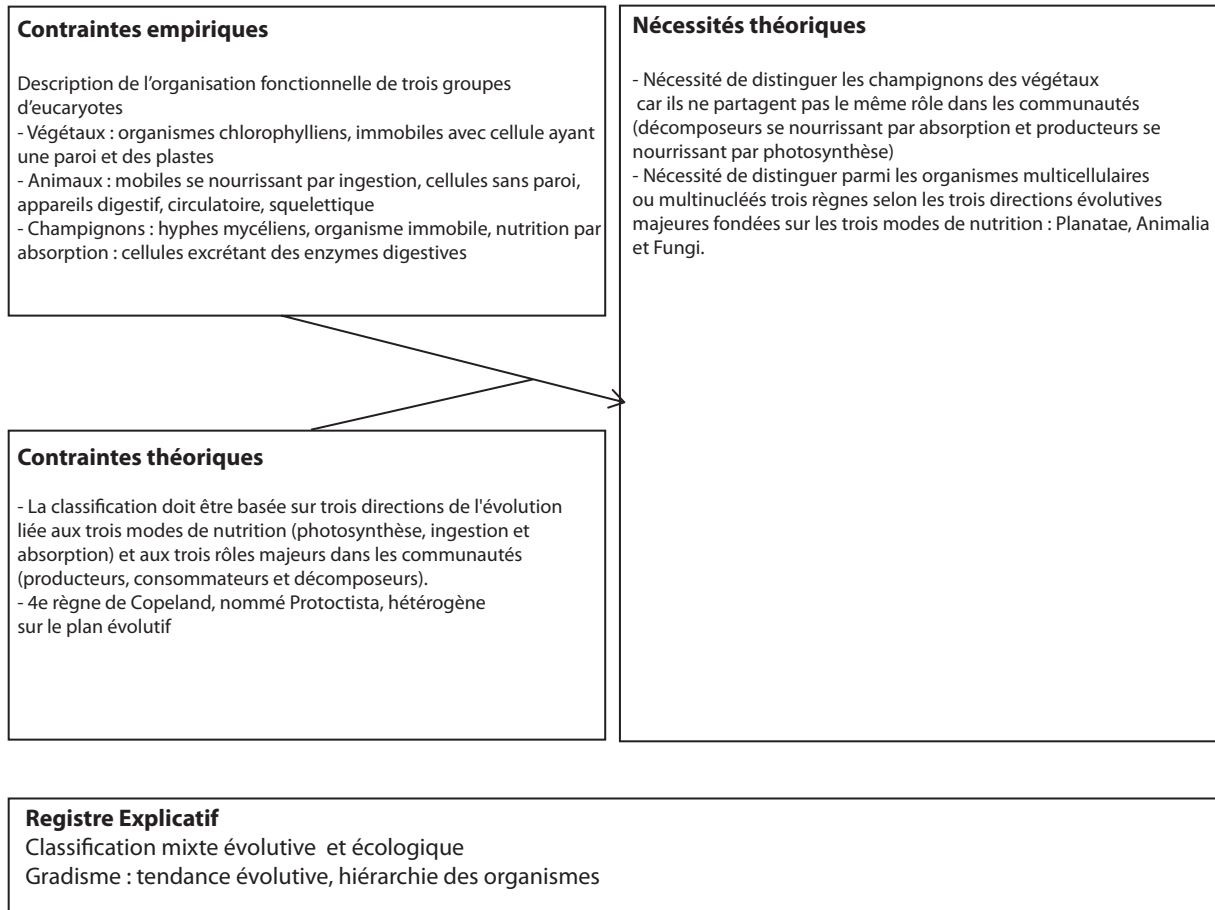 Contraintes empiriques
Description de l'organisation fonctionnelle de trois groupes
d'eucaryotes
- Végétaux : organismes chlorophylliens, immobiles avec cellule ayant
une paroi et des plastes
- Animaux : mobiles se nourrissant par ingestion, cellules sans paroi,
appareils digestif, circulatoire, squelettique
- Champignons : hyphes mycéliens, organisme immobile, nutrition par
absorption : cellules excrétant des enzymes digestives
Contraintes théoriques
- La classification doit être basée sur trois directions de l'évolution
liée aux trois modes de nutrition (photosynthèse, ingestion et
absorption) et aux trois rôles majeurs dans les communautés
(producteurs, consommateurs et décomposeurs).
- 4e règne de Copeland, nommé Protoctista, hétérogène
sur le plan évolutif
Nécessités théoriques
- Nécessité de distinguer les champignons des végétaux
car ils ne partagent pas le même rôle dans les communautés
(décomposeurs se nourrissant par absorption et producteurs se
nourrissant par photosynthèse)
- Nécessité de distinguer parmi les organismes multicellulaires
ou multinucléés trois règnes selon les trois directions évolutives
majeures fondées sur les trois modes de nutrition : Planatae, Animalia
et Fungi.
Registre Explicatif
Classification mixte évolutive et écologique
Gradisme : tendance évolutive, hiérarchie des organismes